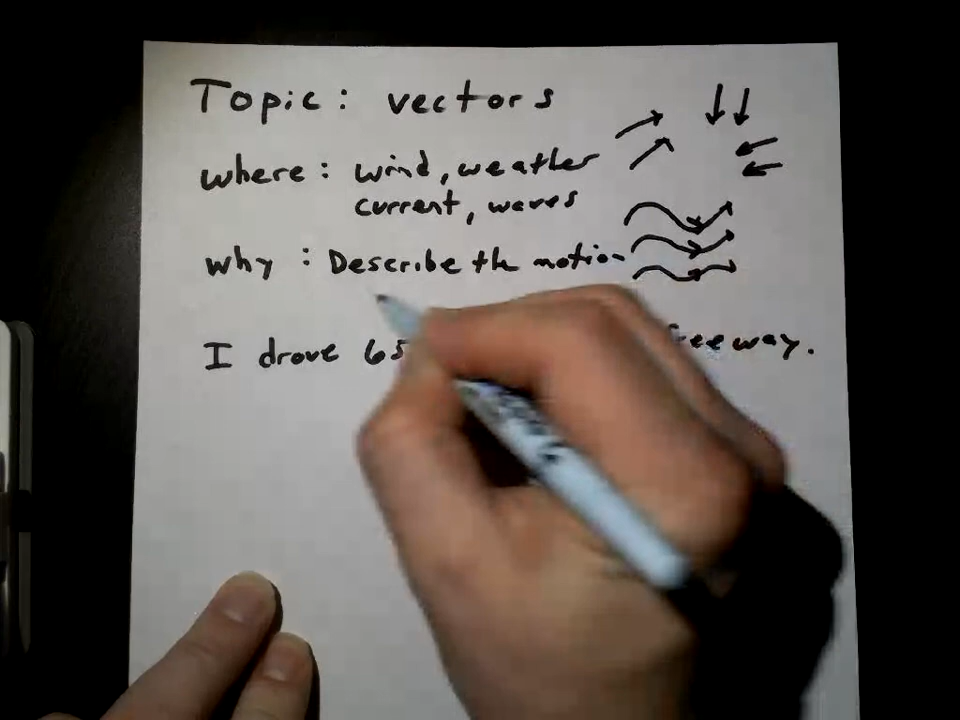 Topic: vectors
where: wind, weather
current, waves
why: Describe the motion
I drove 65 freeway.